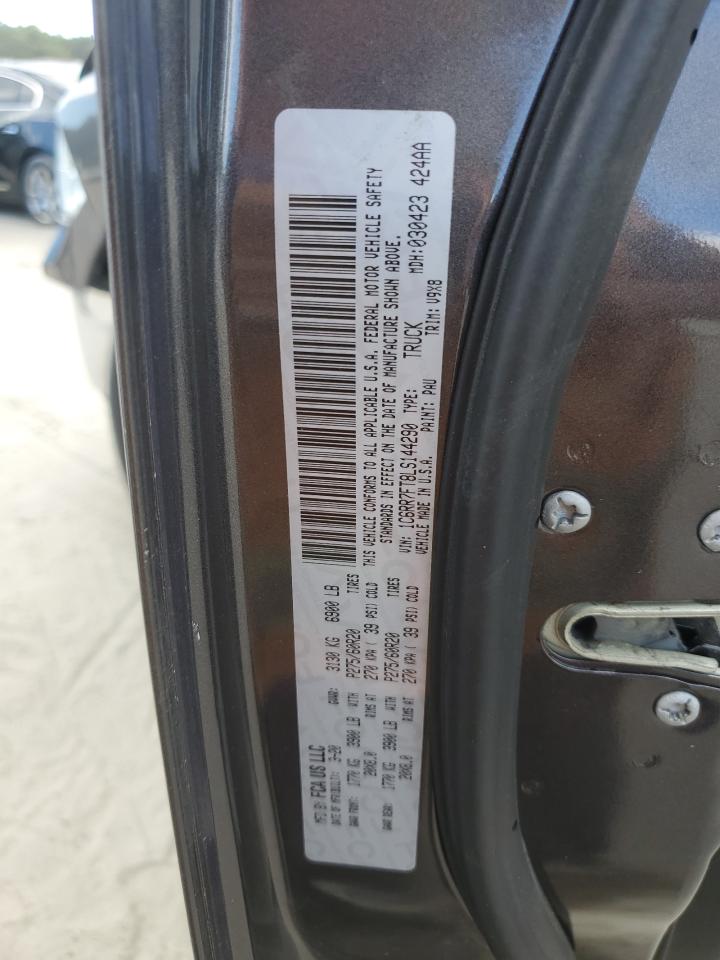 MFD BY: FCA US LLC
DATE OF MFR: 3-20 GVWR: 3130 KG 6900 LB
GAWR FRONT: 1770 KG 3900 LB WITH P275/60R20 TIRES
20X8.0 RIMS AT 270 KPA ( 39 PSI) COLD
GAWR REAR: 1770 KG 3900 LB WITH P275/60R20 TIRES
20X8.0 RIMS AT 270 KPA ( 39 PSI) COLD
THIS VEHICLE CONFORMS TO ALL APPLICABLE U.S.A. FEDERAL MOTOR VEHICLE SAFETY
STANDARDS IN EFFECT ON THE DATE OF MANUFACTURE SHOWN ABOVE.
VIN: 1C6RR7FT8LS144290 TYPE: TRUCK MDH:030423 424AA
VEHICLE MADE IN U.S.A. PAINT: PAU TRIM: V9X8